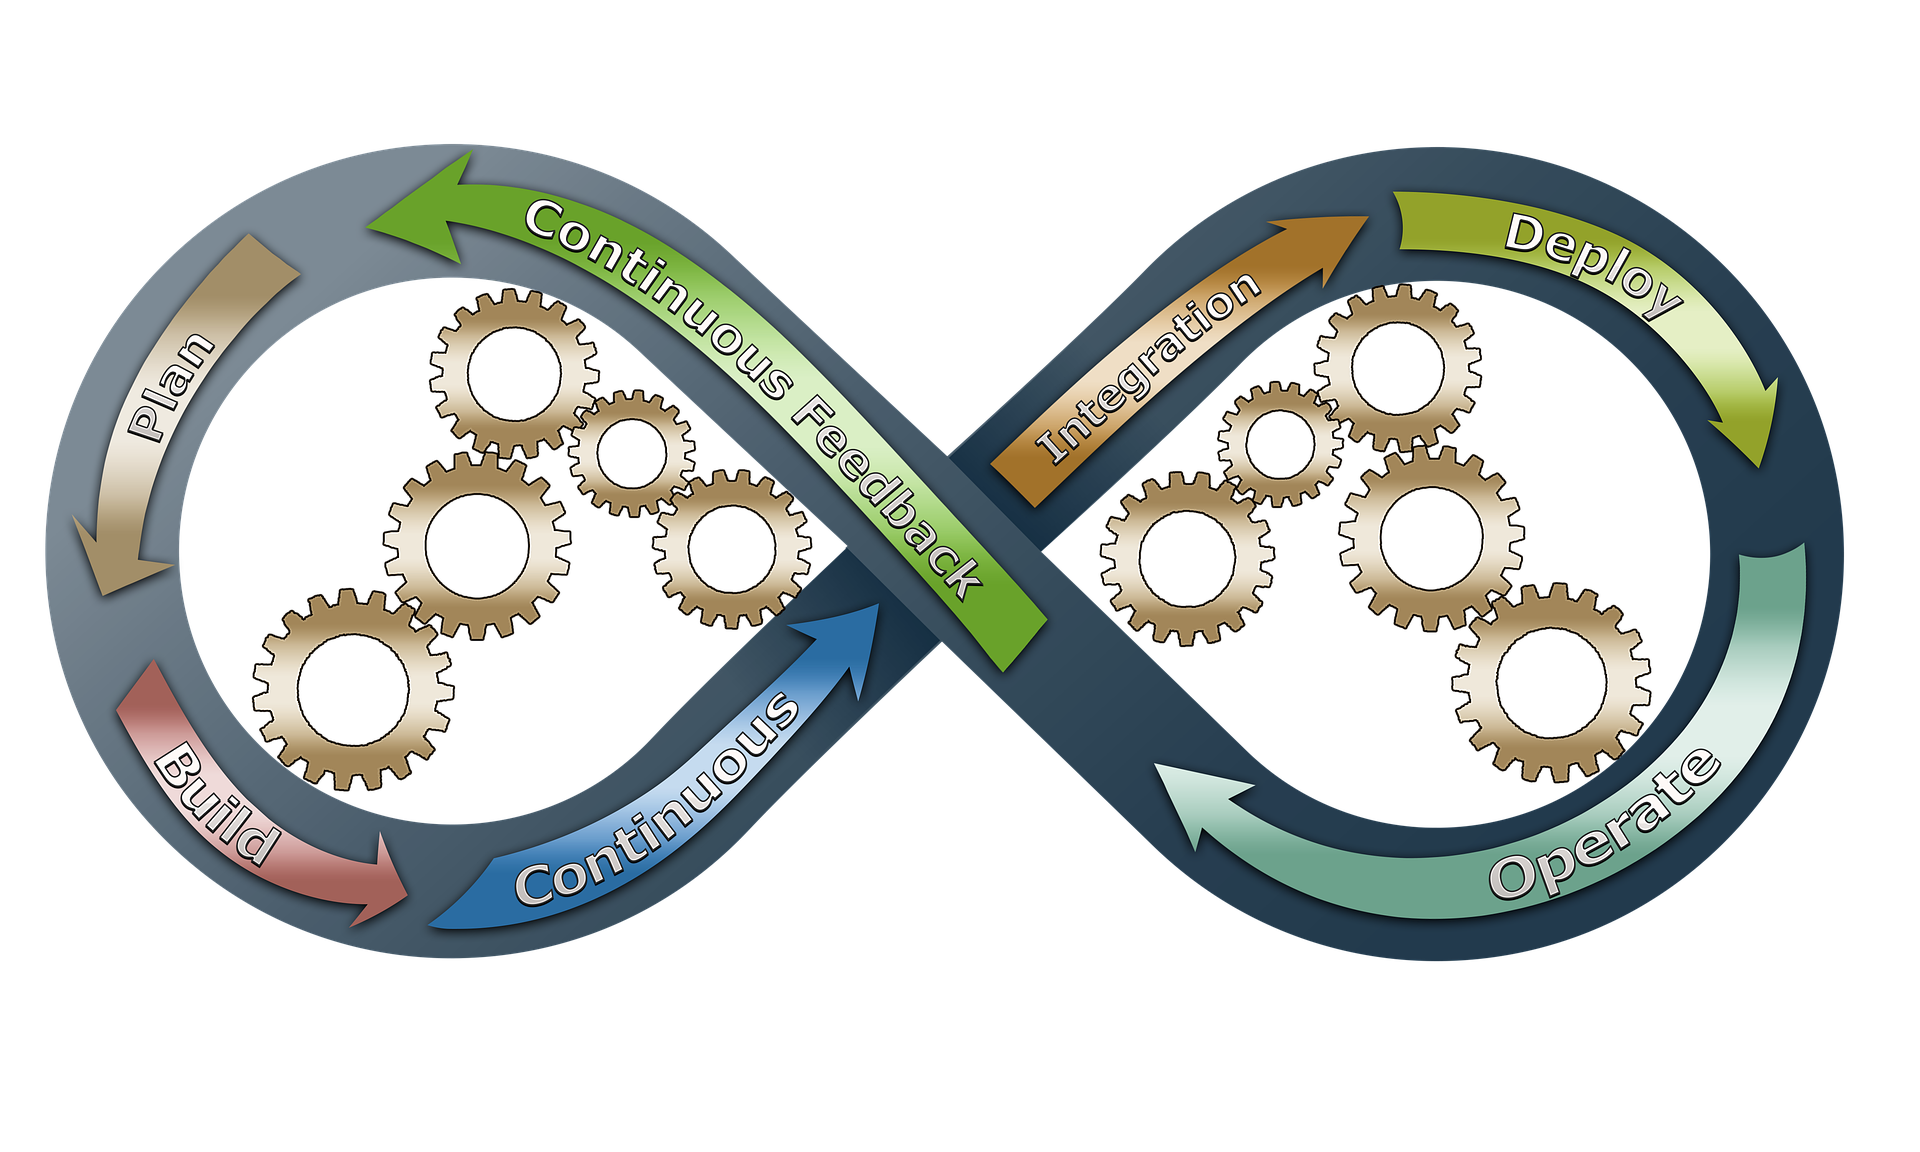 Plan
Build
Continuous
Integration
Deploy
Operate
Continuous Feedback